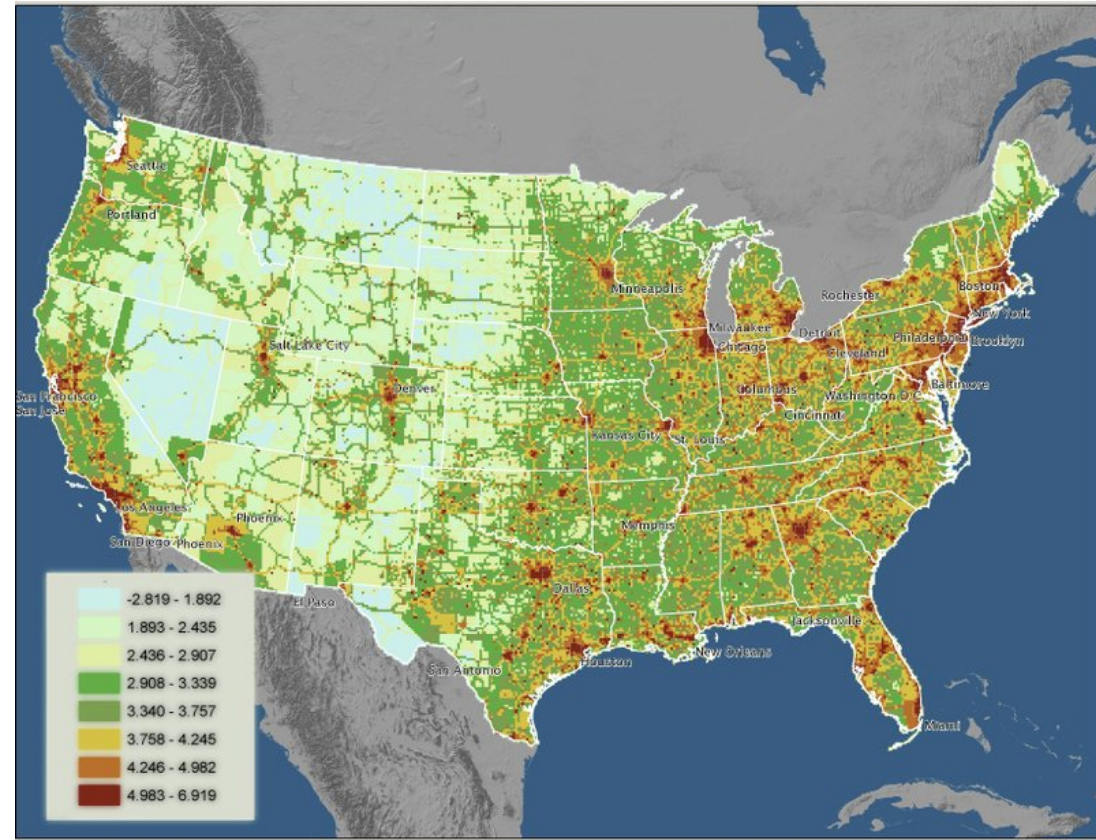 Seattle
Portland
Minneapolis
Rochester
Boston
New York
Milwaukee
Detroit
Philadelphia
Brooklyn
Salt Lake City
Chicago
Cleveland
Denver
Columbus
Baltimore
San Francisco
Washington D.C.
San Jose
Cincinnati
Kansas City
St. Louis
Los Angeles
Phoenix
Memphis
San Diego
Phoenix
Dallas
El Paso
Jacksonville
New Orleans
Houston
San Antonio
Miami
-2.819 - 1.892
1.893 - 2.435
2.436 - 2.907
2.908 - 3.339
3.340 - 3.757
3.758 - 4.245
4.246 - 4.982
4.983 - 6.919